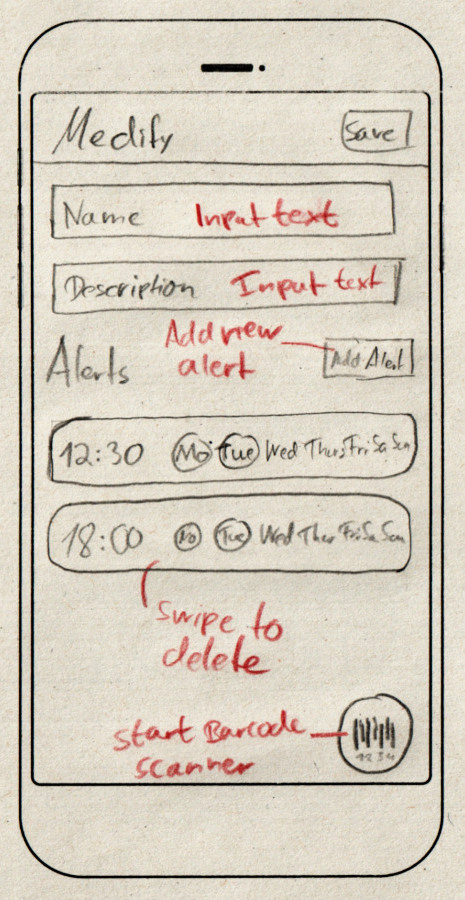 Medify
Save
Name Input text
Description Input text
Add new
alert
Alerts
Add Alert
12:30 Mo Tue Wed Thurs Fri Sa Sun
18:00 Mo Tue Wed Thur Fri Sa Sun
Swipe to
delete
Start Barcode
scanner
12 34